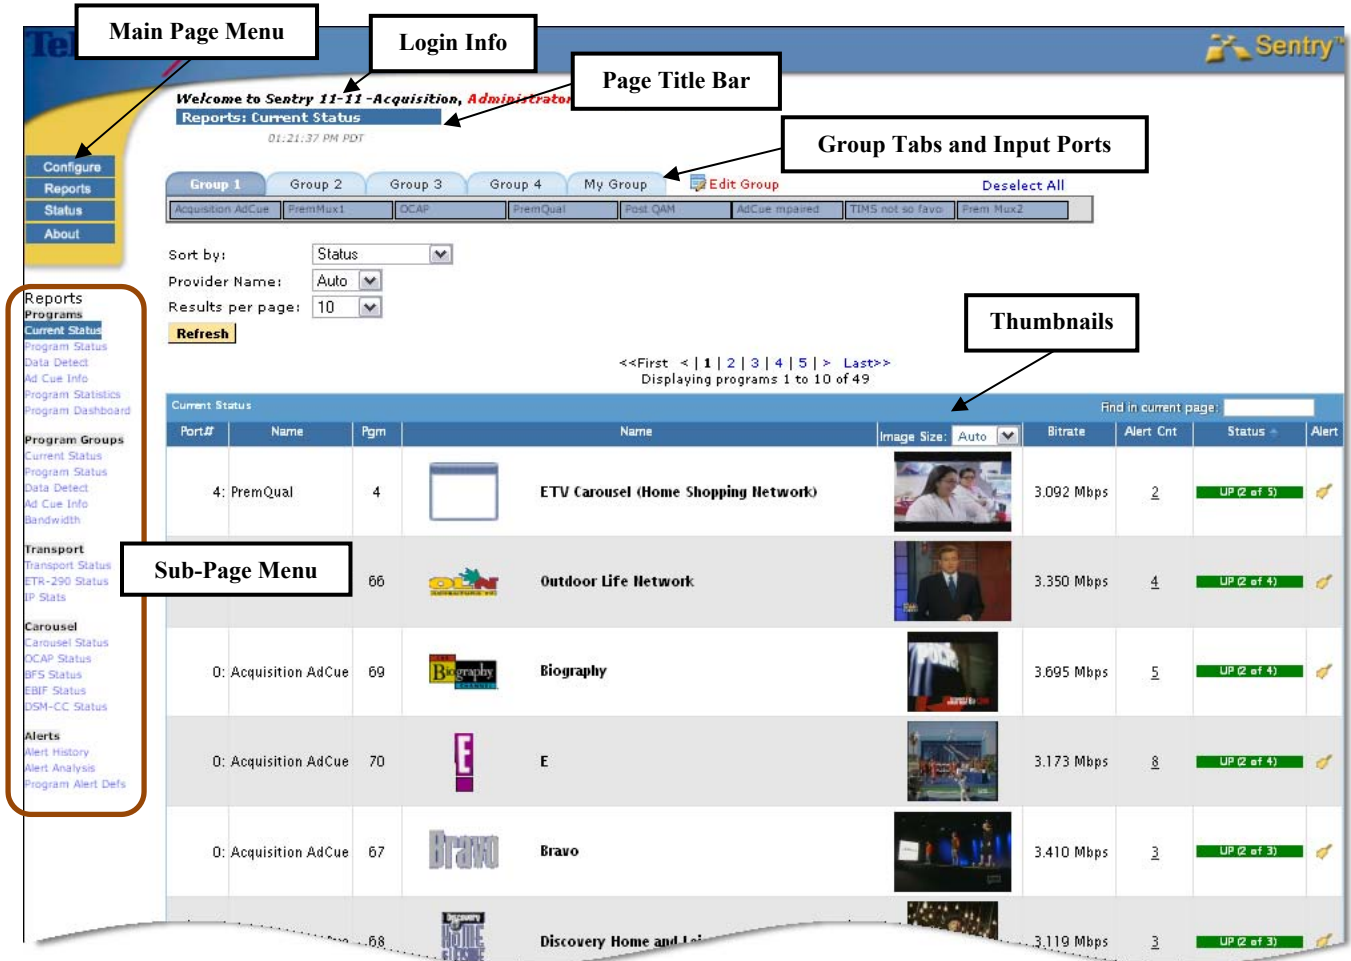 Main Page Menu
Login Info
Page Title Bar
Sentry™
Welcome to Sentry 11-11 -Acquisition, Administrator
Reports: Current Status
01:21:37 PM PDT
Group Tabs and Input Ports
Configure
Reports
Status
About
Group 1 Group 2 Group 3 Group 4 My Group Edit Group Deselect All
Acquisition AdCue PremMux1 OCAP PremQual Post QAM AdCue mpaired TIMS not so favo Prem Mux2
Sort by: Status
Provider Name: Auto
Results per page: 10
Refresh
Thumbnails
<<First < | 1 | 2 | 3 | 4 | 5 | > Last>>
Displaying programs 1 to 10 of 49
Reports
Programs
Current Status
Program Status
Data Detect
Ad Cue Info
Program Statistics
Program Dashboard
Program Groups
Current Status
Program Status
Data Detect
Ad Cue Info
Bandwidth
Transport
Transport Status
ETR-290 Status
IP Stats
Carousel
Carousel Status
OCAP Status
BFS Status
EBIF Status
DSM-CC Status
Alerts
Alert History
Alert Analysis
Program Alert Defs
Sub-Page Menu
Current Status Find in current page:
Port# Name Pgm Name Image Size: Auto Bitrate Alert Cnt Status Alert
4: PremQual 4 ETV Carousel (Home Shopping Network) 3.092 Mbps 2 UP (2 of 5)
66 OLN Outdoor Life Network 3.350 Mbps 4 UP (2 of 4)
0: Acquisition AdCue 69 Biography Biography 3.695 Mbps 5 UP (2 of 4)
0: Acquisition AdCue 70 E E 3.173 Mbps 8 UP (2 of 4)
0: Acquisition AdCue 67 Bravo Bravo 3.410 Mbps 3 UP (2 of 3)
68 Discovery HOME Discovery Home and 3.119 Mbps 3 UP (2 of 3)